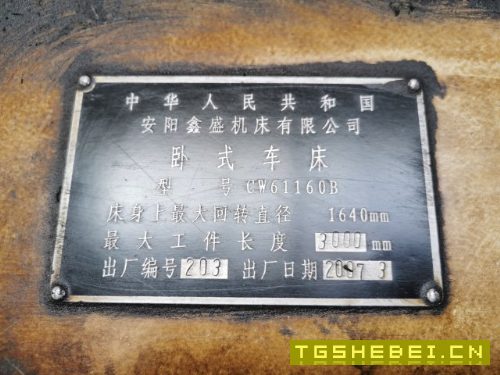 中华人民共和国
安阳鑫盛机床有限公司
卧式车床
型 号 CW61160B
床身上最大回转直径 1640mm
最大工件长度 3000mm
出厂编号 203 出厂日期 2007 3
TGSHEBEI.CN